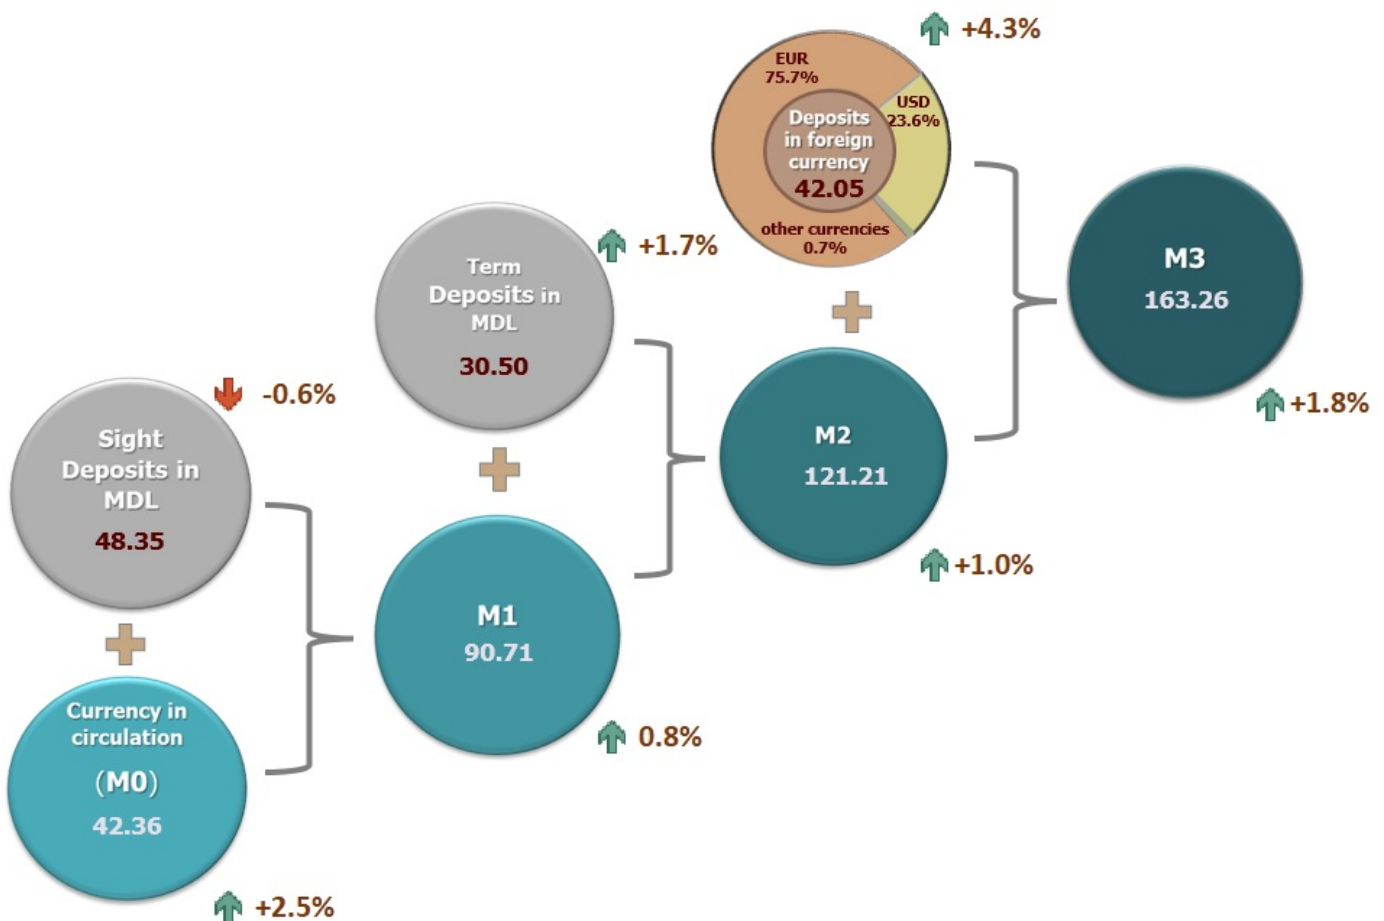 +4.3%
EUR
75.7%
USD
23.6%
Deposits
in foreign
currency
42.05
other currencies
0.7%
M3
163.26
+1.8%
+1.7%
Term
Deposits in
MDL
30.50
M2
121.21
+1.0%
-0.6%
Sight
Deposits in
MDL
48.35
M1
90.71
0.8%
Currency in
circulation
(M0)
42.36
+2.5%